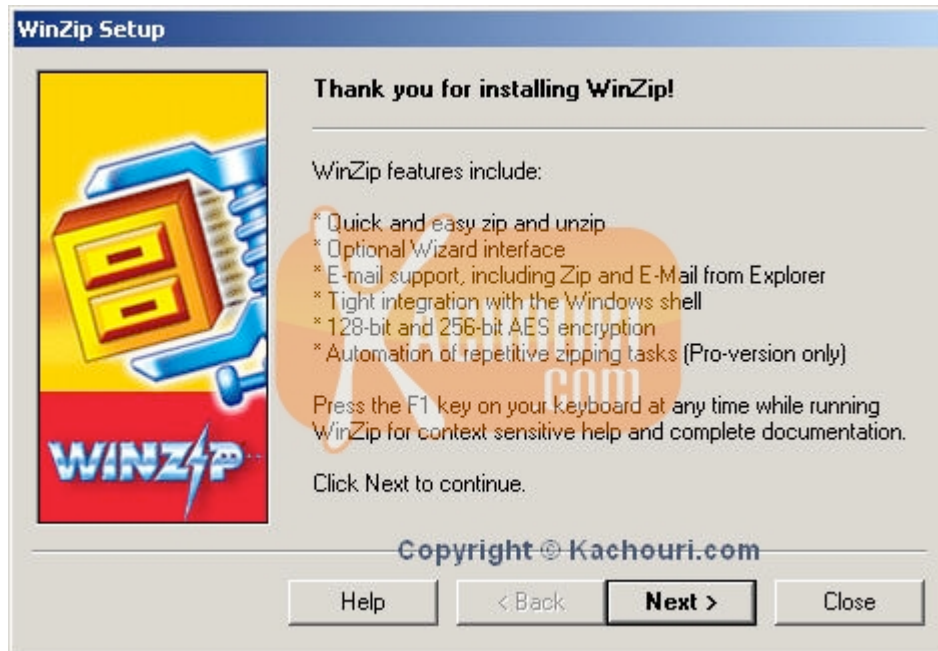 WinZip Setup
Thank you for installing WinZip!
WinZip features include:
* Quick and easy zip and unzip
* Optional Wizard interface
* E-mail support, including Zip and E-Mail from Explorer
* Tight integration with the Windows shell
* 128-bit and 256-bit AES encryption
* Automation of repetitive zipping tasks (Pro-version only)
Press the F1 key on your keyboard at any time while running
WinZip for context sensitive help and complete documentation.
Click Next to continue.
WINZIP
KACHOURI
COM
Copyright © Kachouri.com
Help
< Back
Next >
Close